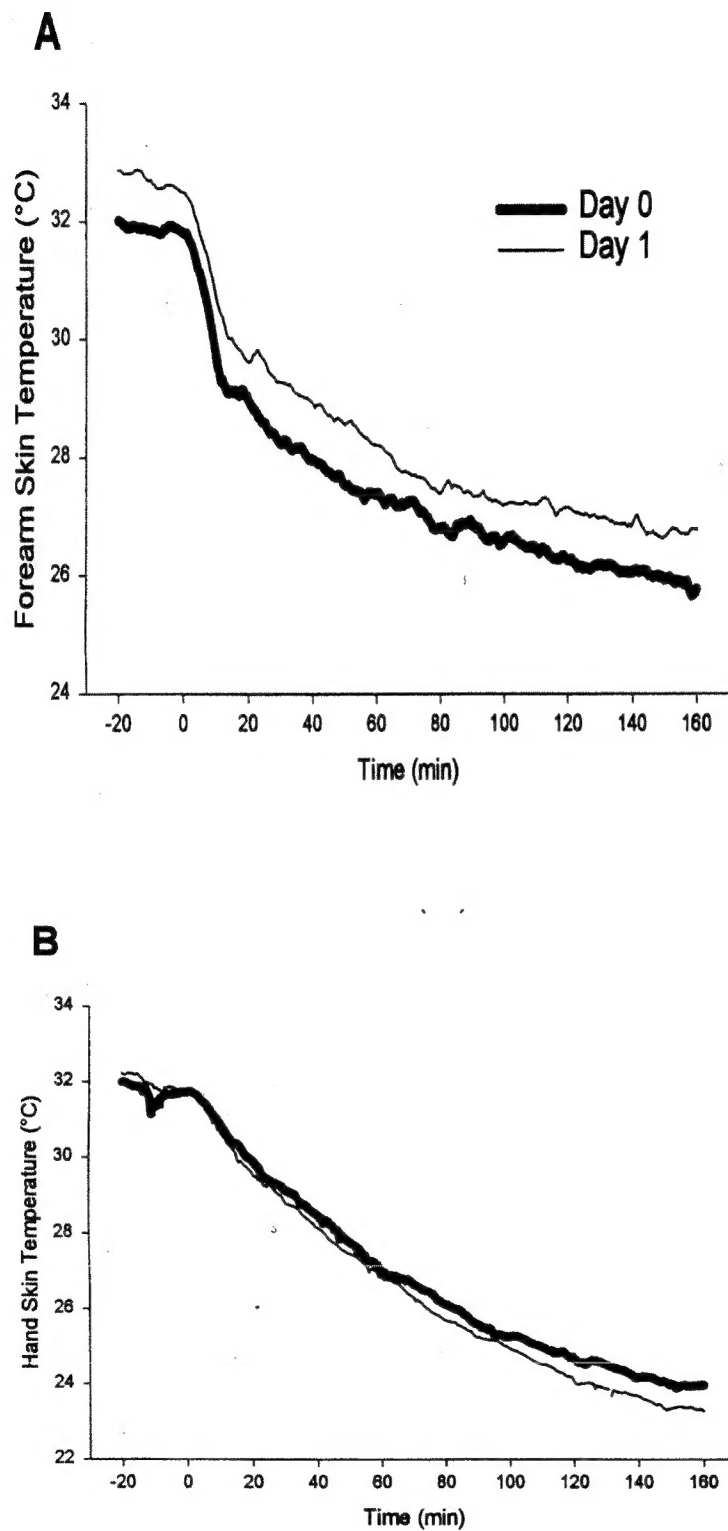 A
Forearm Skin Temperature (°C)
34
32
30
28
26
24
Day 0
Day 1
-20 0 20 40 60 80 100 120 140 160
Time (min)
B
Hand Skin Temperature (°C)
34
32
30
28
26
24
22
-20 0 20 40 60 80 100 120 140 160
Time (min)